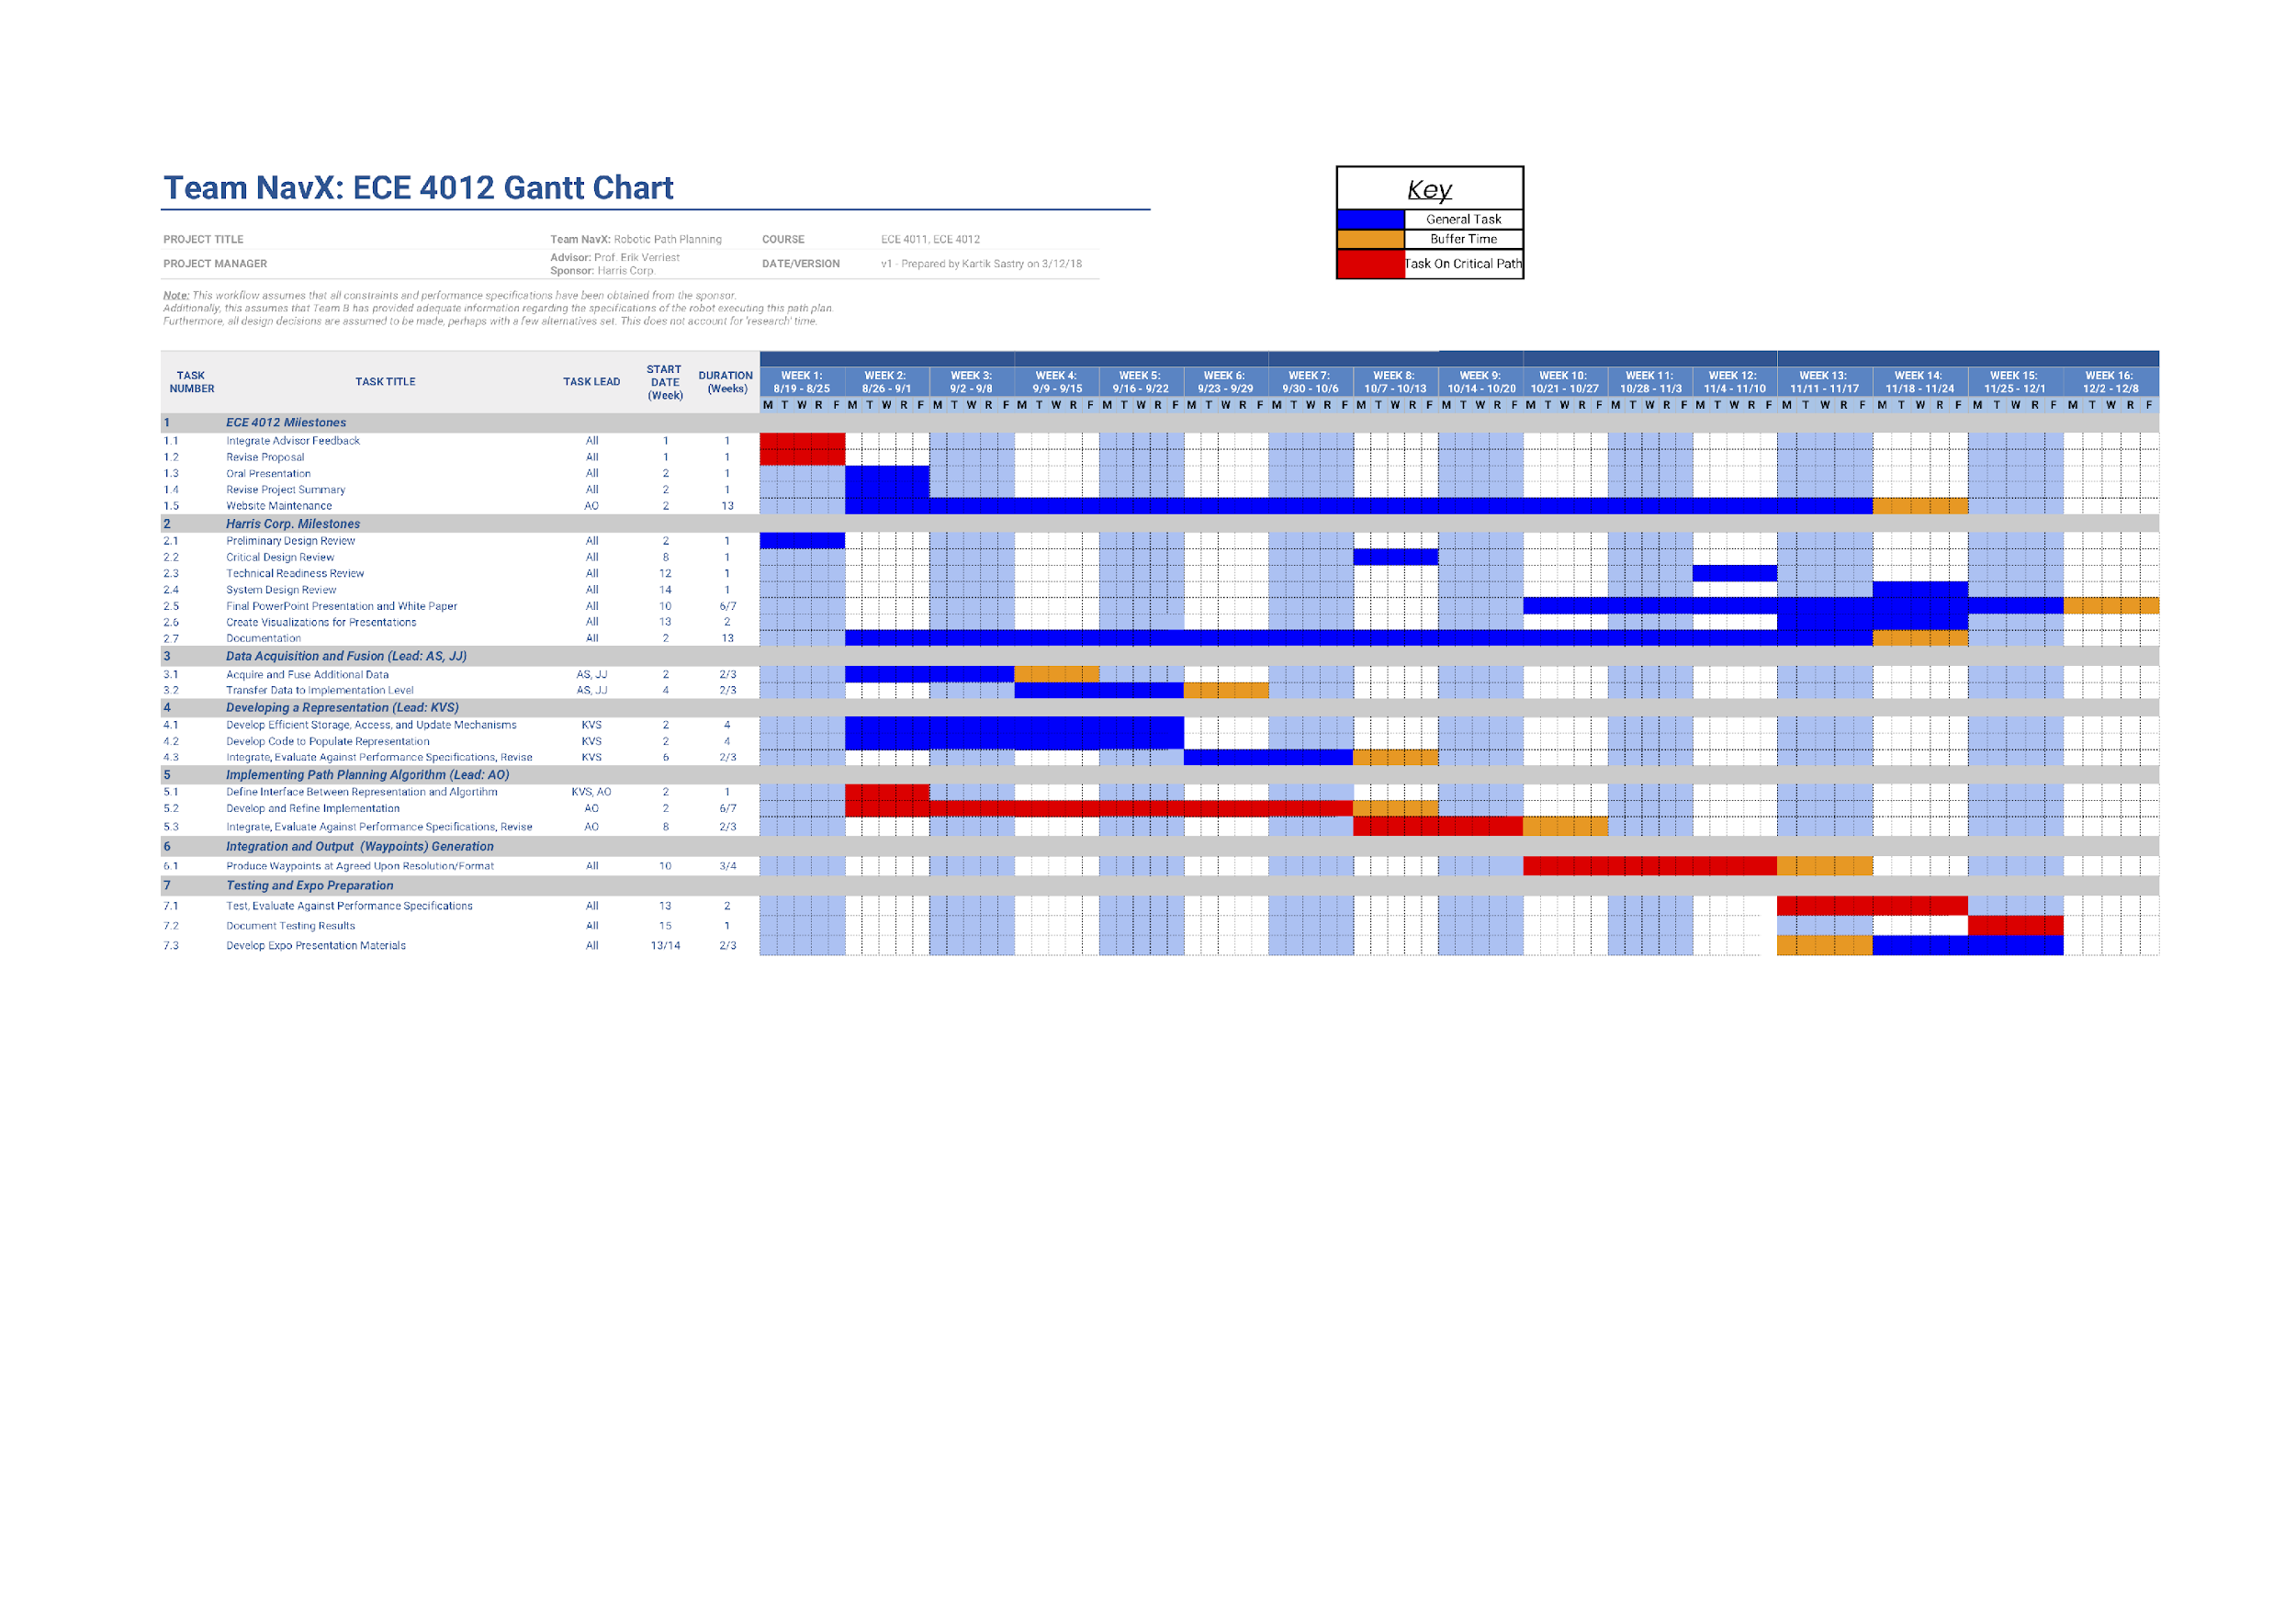 Team NavX: ECE 4012 Gantt Chart
Key
General Task
Buffer Time
Task On Critical Path
PROJECT TITLE Team NavX: Robotic Path Planning COURSE ECE 4011, ECE 4012
PROJECT MANAGER Advisor: Prof. Erik Verriest DATE/VERSION v1 - Prepared by Kartik Sastry on 3/12/18
Sponsor: Harris Corp.
Note: This workflow assumes that all constraints and performance specifications have been obtained from the sponsor.
Additionally, this assumes that Team B has provided adequate information regarding the specifications of the robot executing this path plan.
Furthermore, all design decisions are assumed to be made, perhaps with a few alternatives set. This does not account for 'research' time.
TASK NUMBER TASK TITLE TASK LEAD START DATE (Week) DURATION (Weeks)
WEEK 1: WEEK 2: WEEK 3: WEEK 4: WEEK 5: WEEK 6: WEEK 7: WEEK 8: WEEK 9: WEEK 10: WEEK 11: WEEK 12: WEEK 13: WEEK 14: WEEK 15: WEEK 16:
8/19 - 8/25 8/26 - 9/1 9/2 - 9/8 9/9 - 9/15 9/16 - 9/22 9/23 - 9/29 9/30 - 10/6 10/7 - 10/13 10/14 - 10/20 10/21 - 10/27 10/28 - 11/3 11/4 - 11/10 11/11 - 11/17 11/18 - 11/24 11/25 - 12/1 12/2 - 12/8
M T W R F M T W R F M T W R F M T W R F M T W R F M T W R F M T W R F M T W R F M T W R F M T W R F M T W R F M T W R F M T W R F M T W R F M T W R F M T W R F
1 ECE 4012 Milestones
1.1 Integrate Advisor Feedback All 1 1
1.2 Revise Proposal All 1 1
1.3 Oral Presentation All 2 1
1.4 Revise Project Summary All 2 1
1.5 Website Maintenance AO 2 13
2 Harris Corp. Milestones
2.1 Preliminary Design Review All 2 1
2.2 Critical Design Review All 8 1
2.3 Technical Readiness Review All 12 1
2.4 System Design Review All 14 1
2.5 Final PowerPoint Presentation and White Paper All 10 6/7
2.6 Create Visualizations for Presentations All 13 2
2.7 Documentation All 2 13
3 Data Acquisition and Fusion (Lead: AS, JJ)
3.1 Acquire and Fuse Additional Data AS, JJ 2 2/3
3.2 Transfer Data to Implementation Level AS, JJ 4 2/3
4 Developing a Representation (Lead: KVS)
4.1 Develop Efficient Storage, Access, and Update Mechanisms KVS 2 4
4.2 Develop Code to Populate Representation KVS 2 4
4.3 Integrate, Evaluate Against Performance Specifications, Revise KVS 6 2/3
5 Implementing Path Planning Algorithm (Lead: AO)
5.1 Define Interface Between Representation and Algortihm KVS, AO 2 1
5.2 Develop and Refine Implementation AO 2 6/7
5.3 Integrate, Evaluate Against Performance Specifications, Revise AO 8 2/3
6 Integration and Output (Waypoints) Generation
6.1 Produce Waypoints at Agreed Upon Resolution/Format All 10 3/4
7 Testing and Expo Preparation
7.1 Test, Evaluate Against Performance Specifications All 13 2
7.2 Document Testing Results All 15 1
7.3 Develop Expo Presentation Materials All 13/14 2/3